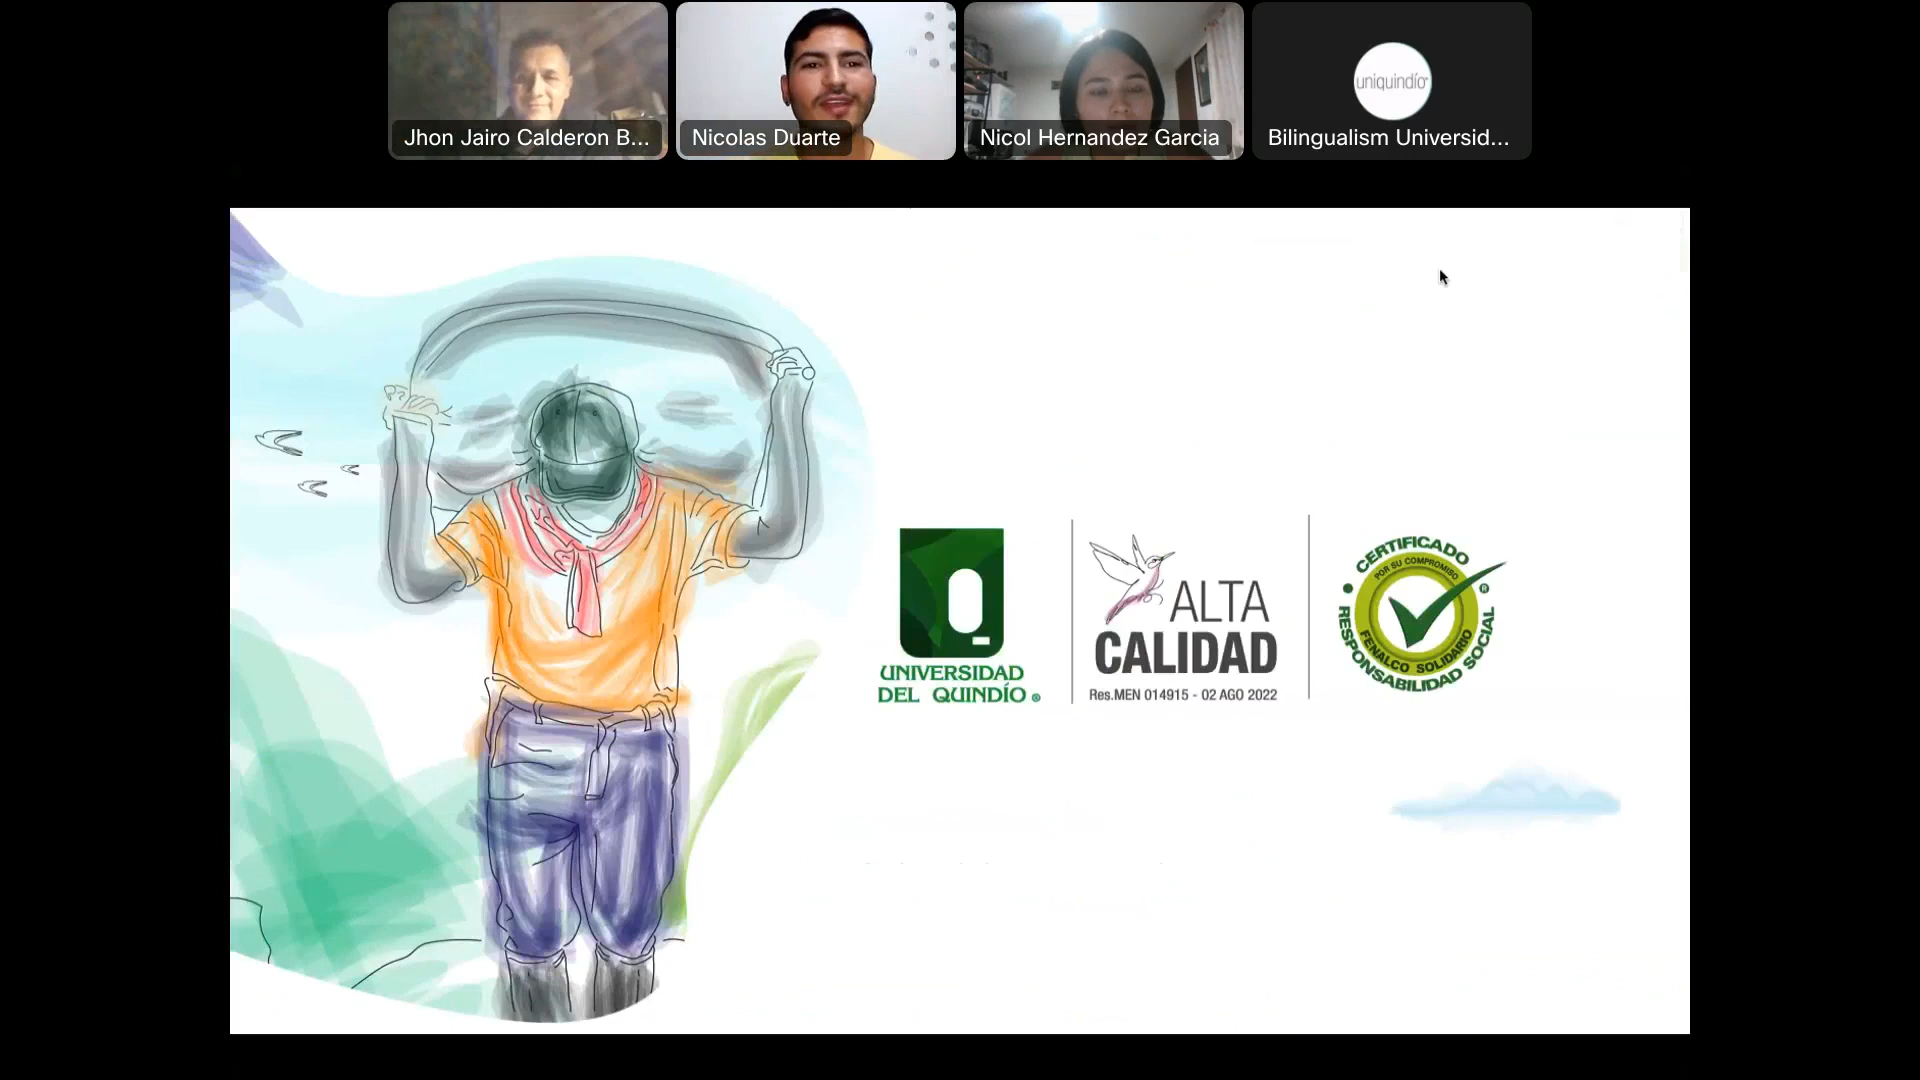 Jhon Jairo Calderon B...
Nicolas Duarte
Nicol Hernandez Garcia
uniquindío
Bilingualism Universid...
UNIVERSIDAD
DEL QUINDÍO ®
ALTA
CALIDAD
Res.MEN 014915 - 02 AGO 2022
CERTIFICADO
POR SU COMPROMISO
®
FENALCO SOLIDARIO
RESPONSABILIDAD SOCIAL